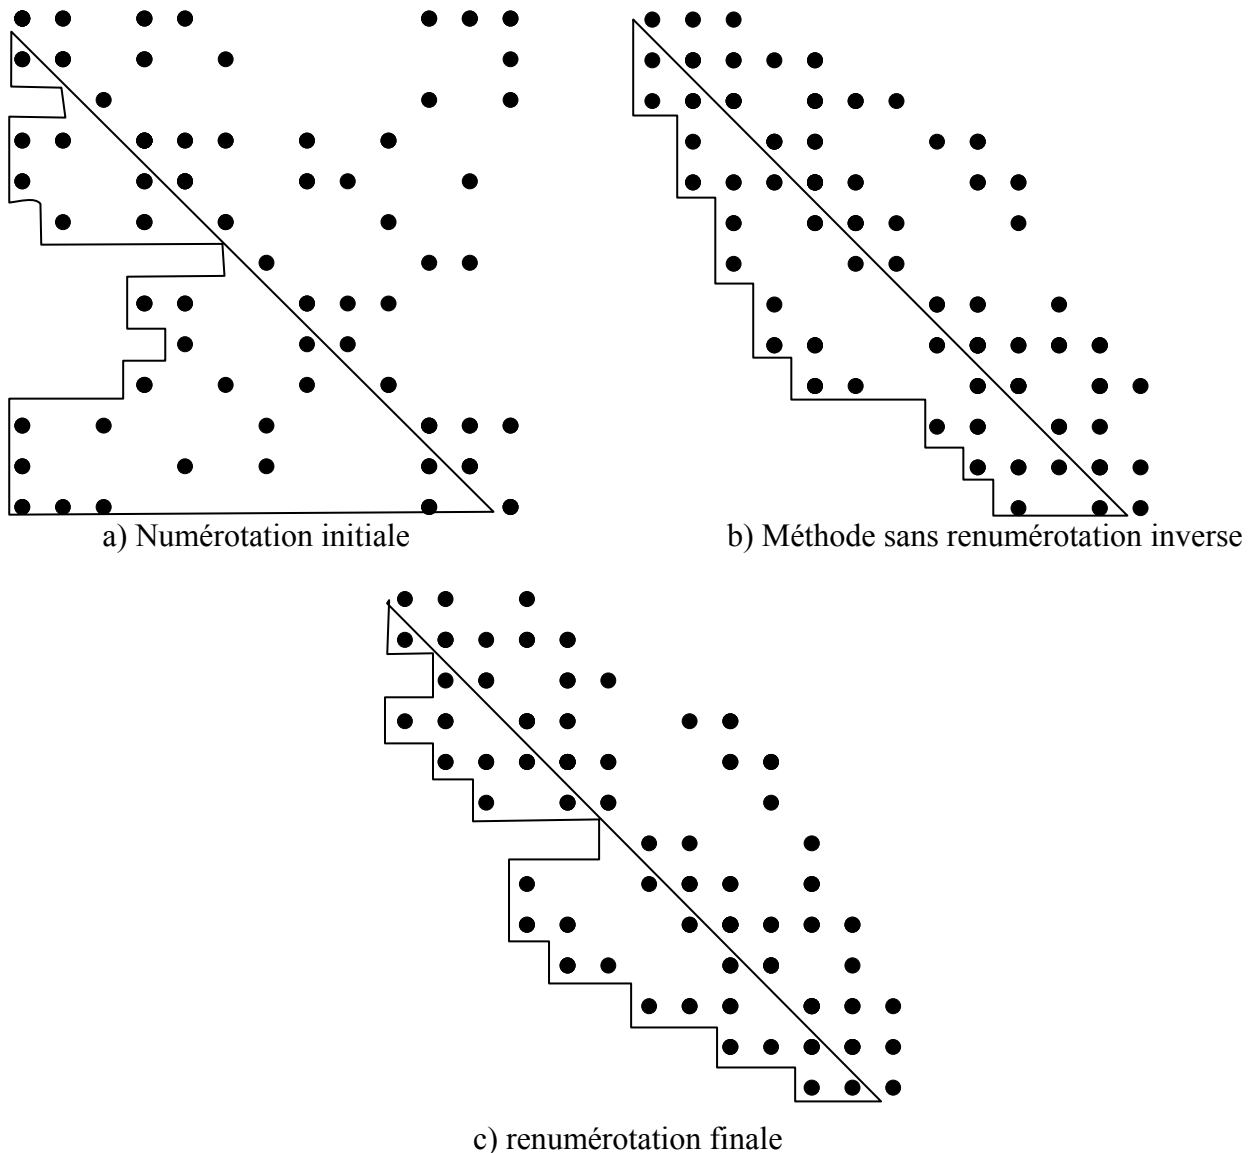 a) Numérotation initiale
b) Méthode sans renumérotation inverse
c) renumérotation finale